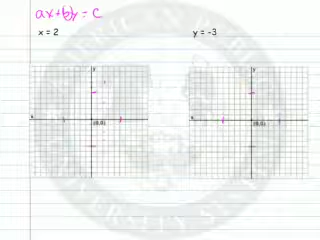 ax+by = c
x = 2
y = -3
y
y
x
x
(0,0)
(0,0)